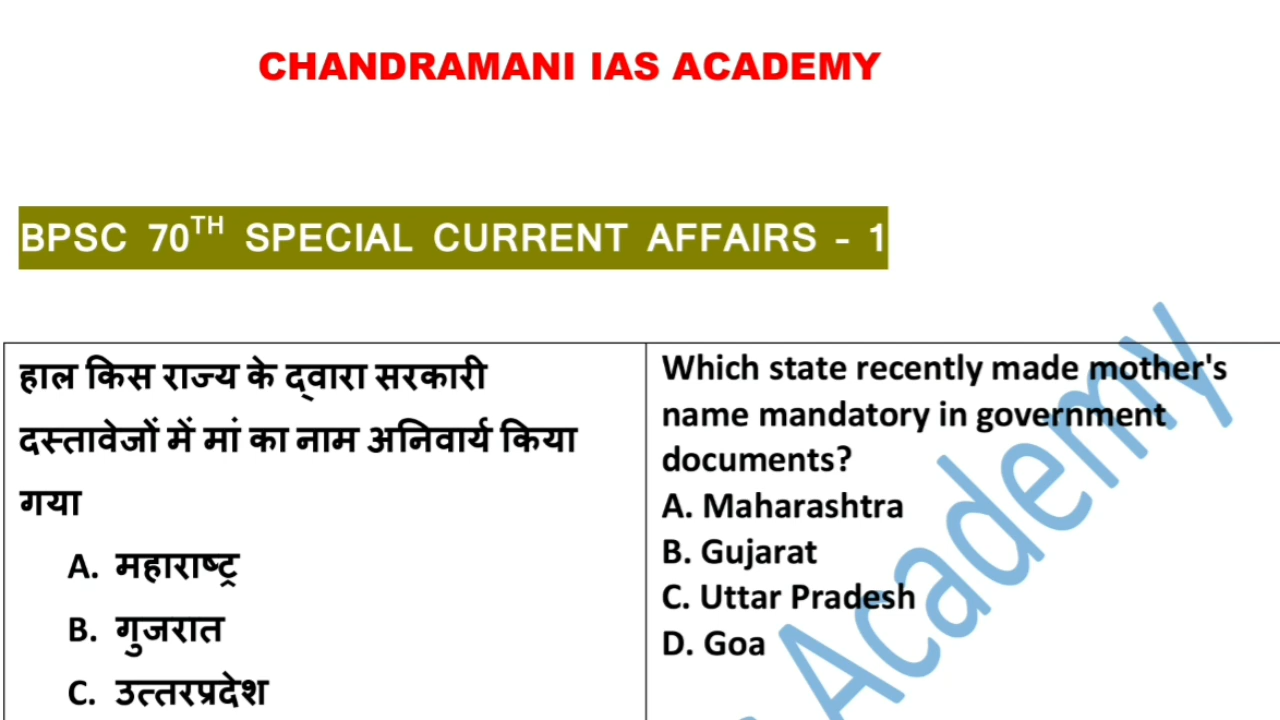 CHANDRAMANI IAS ACADEMY
BPSC 70TH SPECIAL CURRENT AFFAIRS - 1
हाल किस राज्य के द्वारा सरकारी
दस्तावेजों में मां का नाम अनिवार्य किया
गया
A. महाराष्ट्र
B. गुजरात
C. उत्तरप्रदेश
Which state recently made mother's
name mandatory in government
documents?
A. Maharashtra
B. Gujarat
C. Uttar Pradesh
D. Goa
Academy